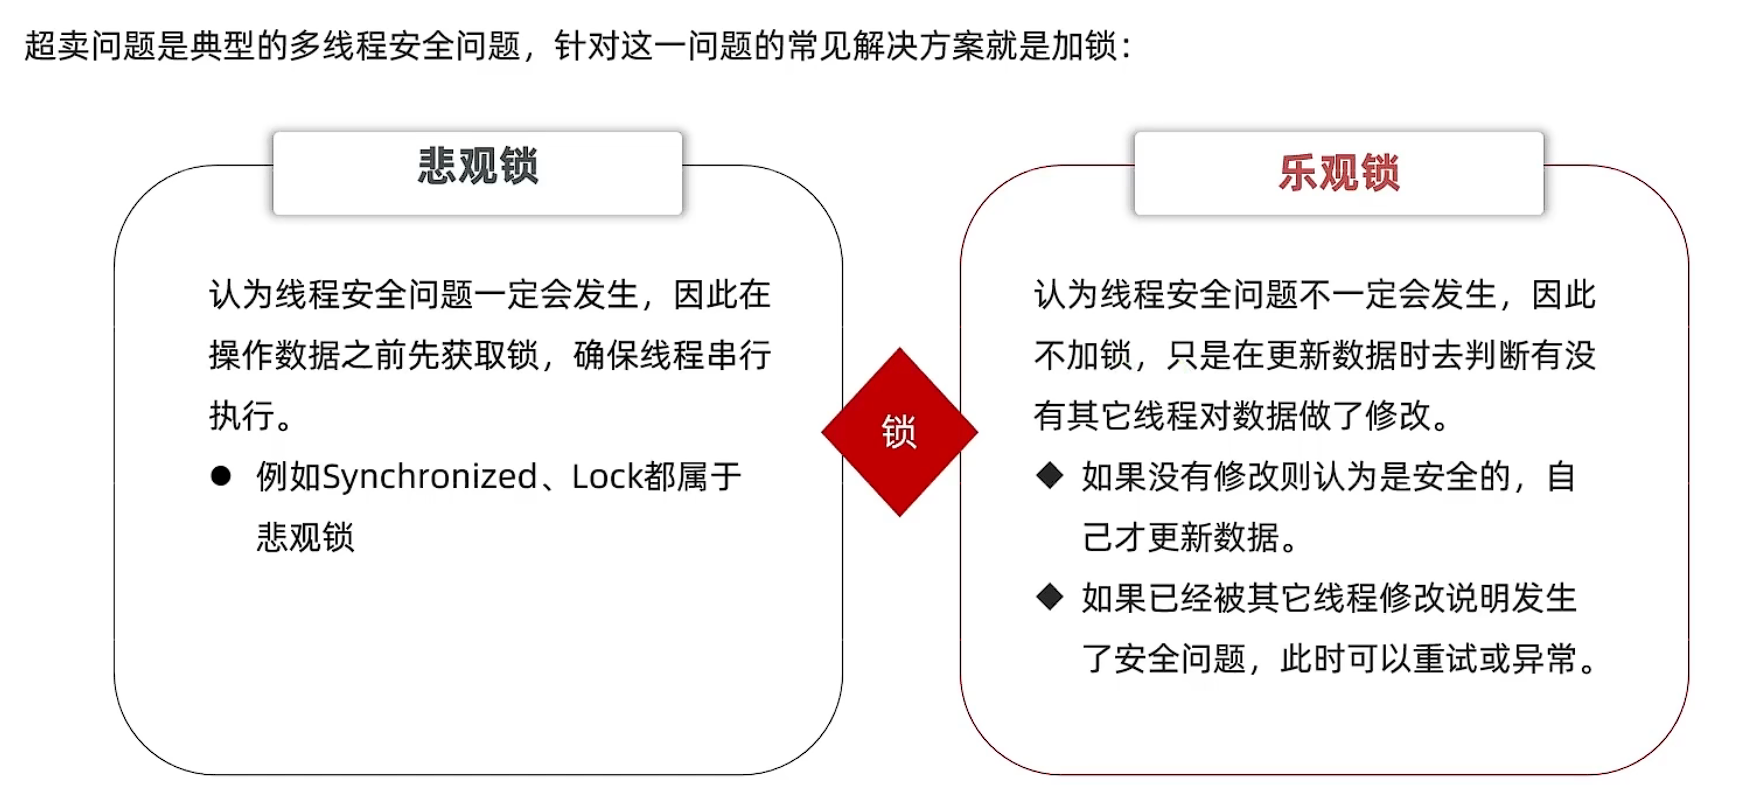 超卖问题是典型的多线程安全问题，针对这一问题的常见解决方案就是加锁：
悲观锁
认为线程安全问题一定会发生，因此在
操作数据之前先获取锁，确保线程串行
执行。
● 例如Synchronized、Lock都属于
悲观锁
锁
乐观锁
认为线程安全问题不一定会发生，因此
不加锁，只是在更新数据时去判断有没
有其它线程对数据做了修改。
◆ 如果没有修改则认为是安全的，自
己才更新数据。
◆ 如果已经被其它线程修改说明发生
了安全问题，此时可以重试或异常。